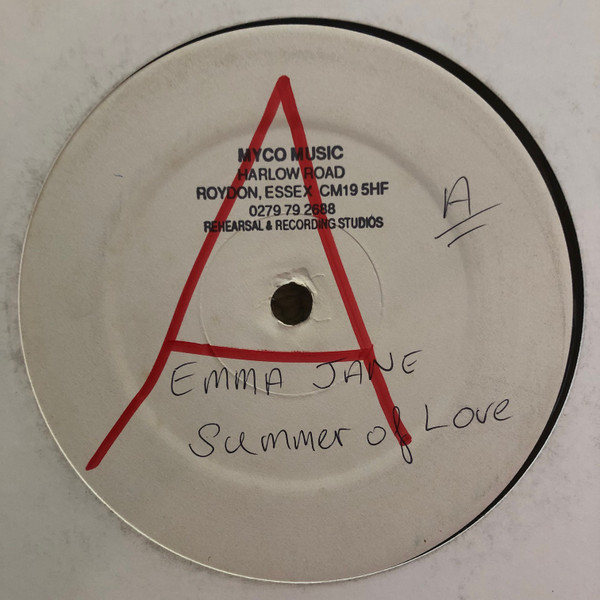 A
MYCO MUSIC
HARLOW ROAD
ROYDON, ESSEX CM19 5HF
0279 79 2688
REHEARSAL & RECORDING STUDIOS
A
EMMA JANE
Summer of Love